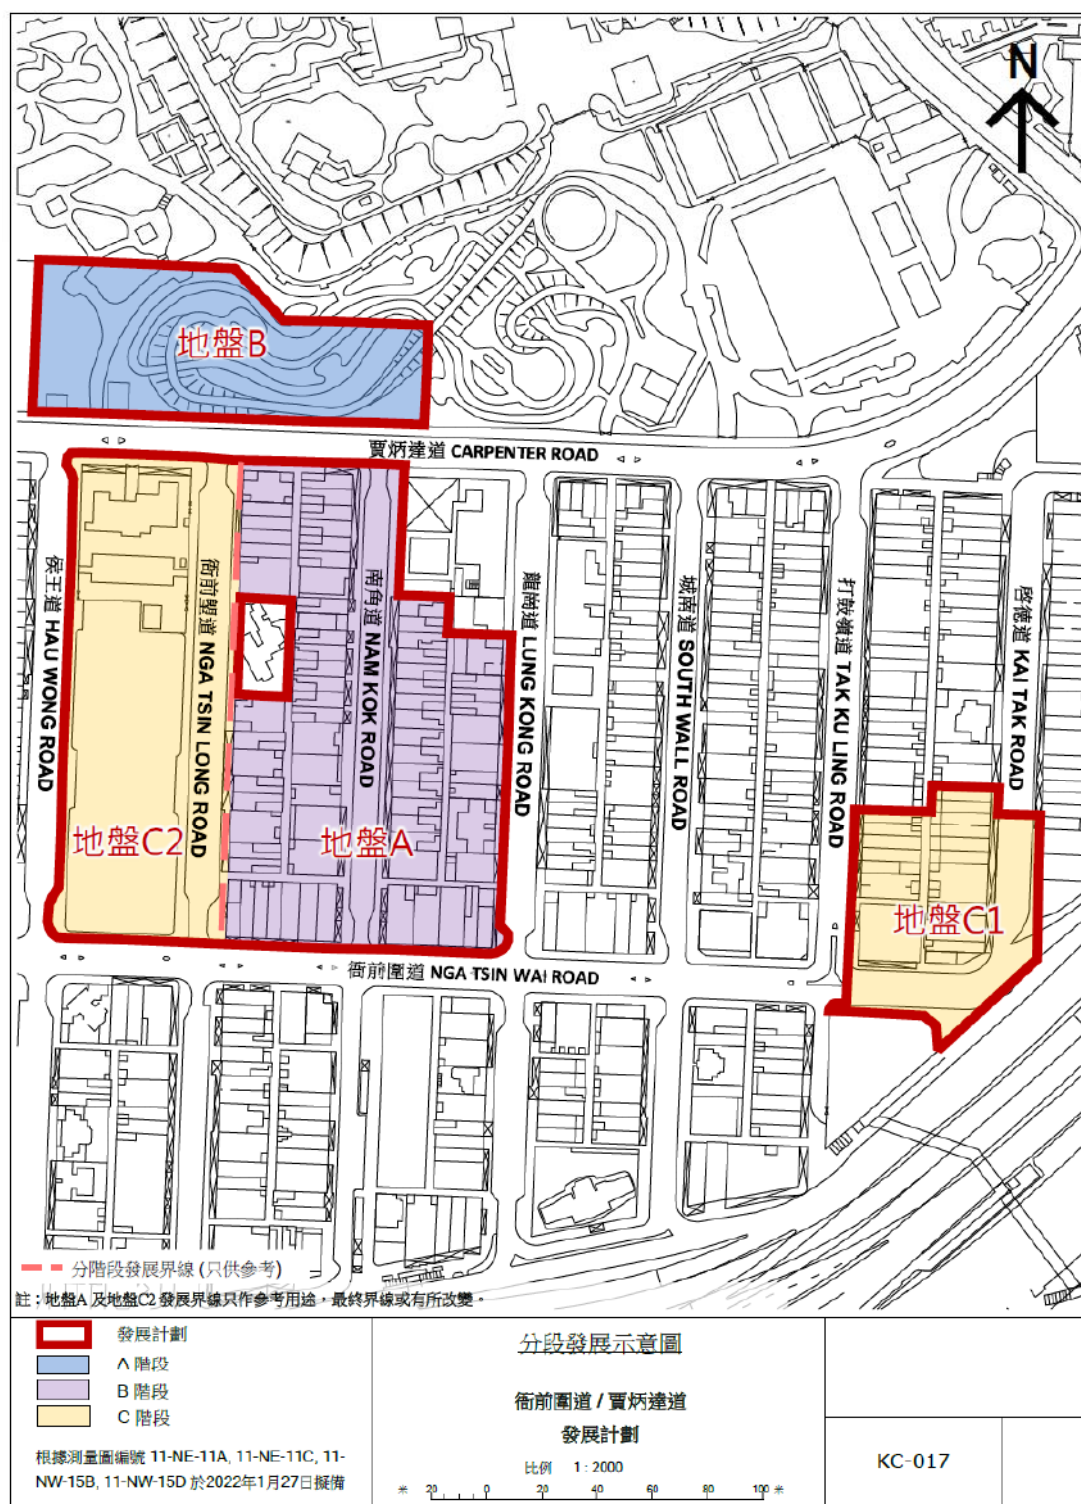 N
地盤B
賈炳達道 CARPENTER ROAD
侯王道 HAU WONG ROAD
衙前塱道 NGA TSIN LONG ROAD
南角道 NAM KOK ROAD
龍崗道 LUNG KONG ROAD
城南道 SOUTH WALL ROAD
打鼓嶺道 TAK KU LING ROAD
啓德道 KAI TAK ROAD
地盤C2
地盤A
地盤C1
衙前圍道 NGA TSIN WAI ROAD
分階段發展界線 (只供參考)
註：地盤A 及地盤C2 發展界線只作參考用途，最終界線或有所改變。
發展計劃
A 階段
B 階段
C 階段
根據測量圖編號 11-NE-11A, 11-NE-11C, 11-
NW-15B, 11-NW-15D 於2022年1月27日擬備
分段發展示意圖
衙前圍道 / 賈炳達道
發展計劃
比例 1 : 2000
米 20 0 20 40 60 80 100 米
KC-017